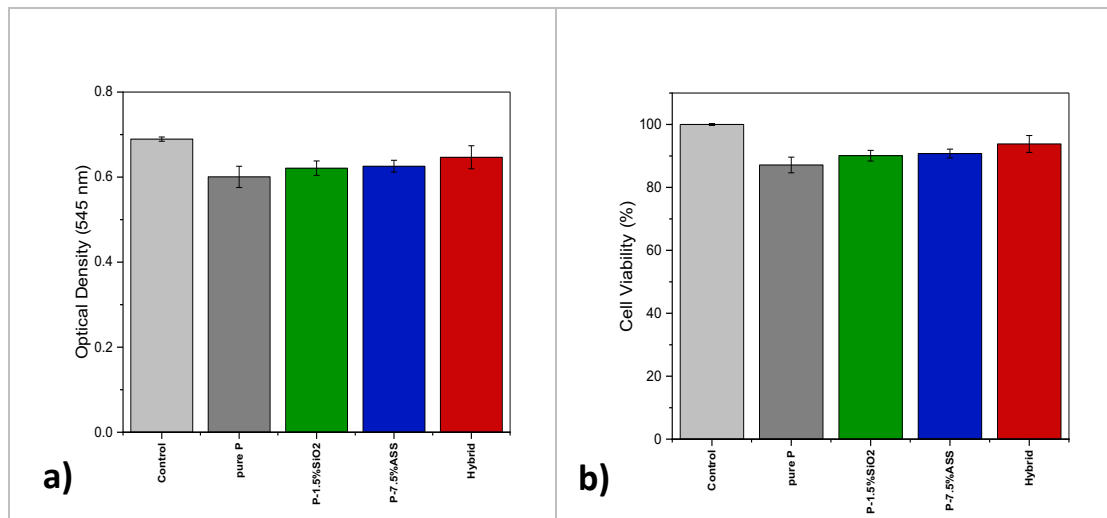 0.8
0.6
0.4
0.2
0.0
Optical Density (545 nm)
Control
pure P
P-1.5%SiO2
P-7.5%ASS
Hybrid
a)
100
80
60
40
20
0
Cell Viability (%)
Control
pure P
P-1.5%SiO2
P-7.5%ASS
Hybrid
b)